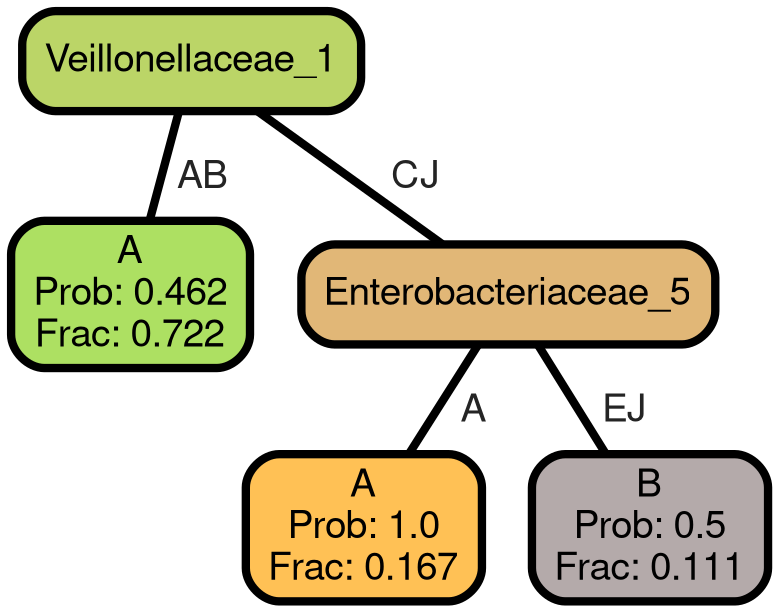 Veillonellaceae_1
AB
CJ
A
Prob: 0.462
Frac: 0.722
Enterobacteriaceae_5
A
EJ
A
Prob: 1.0
Frac: 0.167
B
Prob: 0.5
Frac: 0.111